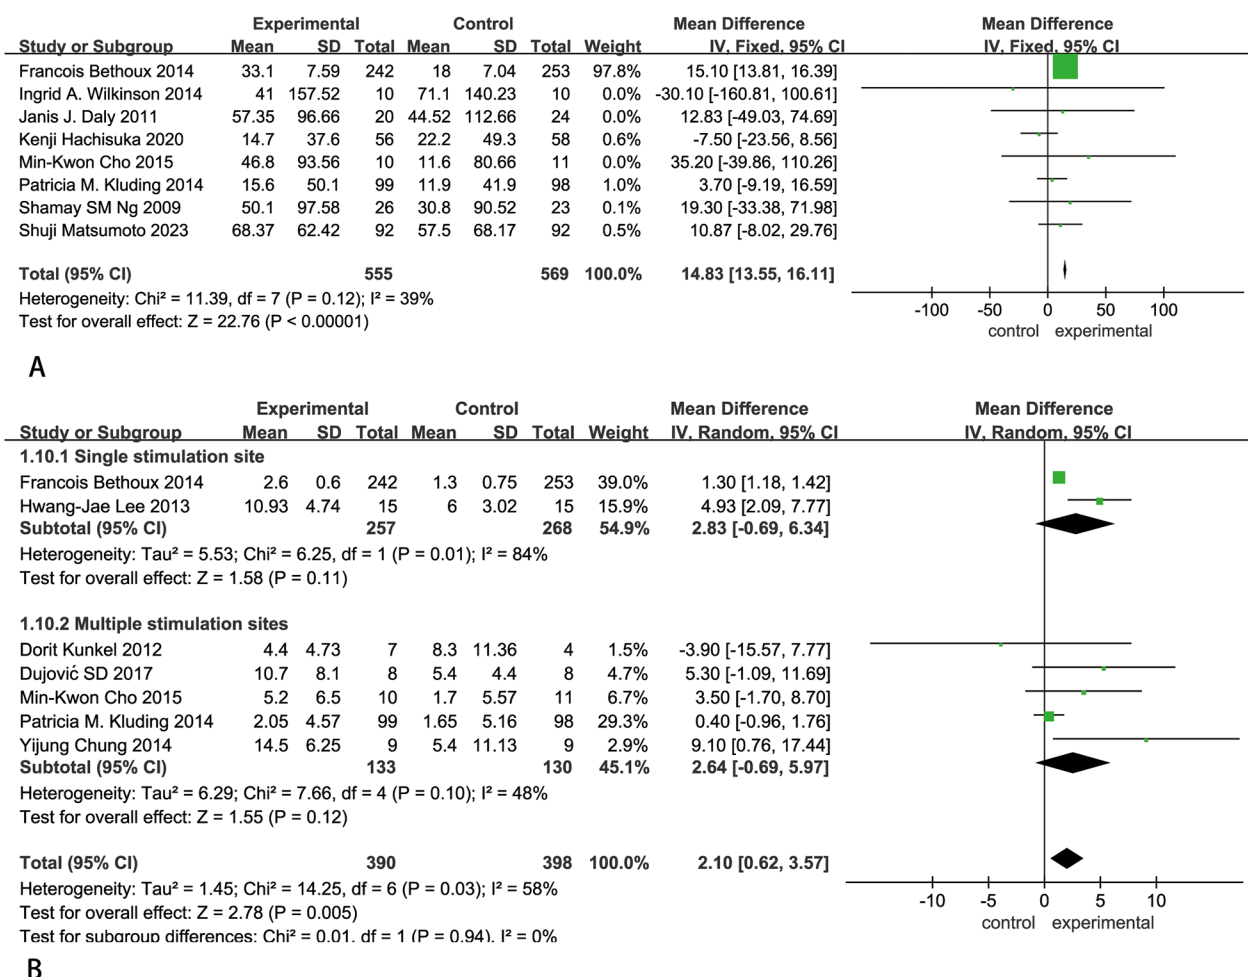 Experimental Control Mean Difference Mean Difference
Study or Subgroup Mean SD Total Mean SD Total Weight IV, Fixed, 95% CI IV, Fixed, 95% CI
Francois Bethoux 2014 33.1 7.59 242 18 7.04 253 97.8% 15.10 [13.81, 16.39]
Ingrid A. Wilkinson 2014 41 157.52 10 71.1 140.23 10 0.0% -30.10 [-160.81, 100.61]
Janis J. Daly 2011 57.35 96.66 20 44.52 112.66 24 0.0% 12.83 [-49.03, 74.69]
Kenji Hachisuka 2020 14.7 37.6 56 22.2 49.3 58 0.6% -7.50 [-23.56, 8.56]
Min-Kwon Cho 2015 46.8 93.56 10 11.6 80.66 11 0.0% 35.20 [-39.86, 110.26]
Patricia M. Kluding 2014 15.6 50.1 99 11.9 41.9 98 1.0% 3.70 [-9.19, 16.59]
Shamay SM Ng 2009 50.1 97.58 26 30.8 90.52 23 0.1% 19.30 [-33.38, 71.98]
Shuji Matsumoto 2023 68.37 62.42 92 57.5 68.17 92 0.5% 10.87 [-8.02, 29.76]
Total (95% CI) 555 569 100.0% 14.83 [13.55, 16.11]
Heterogeneity: Chi² = 11.39, df = 7 (P = 0.12); I² = 39%
Test for overall effect: Z = 22.76 (P < 0.00001)
-100 -50 0 50 100
control experimental
A
Experimental Control Mean Difference Mean Difference
Study or Subgroup Mean SD Total Mean SD Total Weight IV, Random, 95% CI IV, Random, 95% CI
1.10.1 Single stimulation site
Francois Bethoux 2014 2.6 0.6 242 1.3 0.75 253 39.0% 1.30 [1.18, 1.42]
Hwang-Jae Lee 2013 10.93 4.74 15 6 3.02 15 15.9% 4.93 [2.09, 7.77]
Subtotal (95% CI) 257 268 54.9% 2.83 [-0.69, 6.34]
Heterogeneity: Tau² = 5.53; Chi² = 6.25, df = 1 (P = 0.01); I² = 84%
Test for overall effect: Z = 1.58 (P = 0.11)
1.10.2 Multiple stimulation sites
Dorit Kunkel 2012 4.4 4.73 7 8.3 11.36 4 1.5% -3.90 [-15.57, 7.77]
Dujović SD 2017 10.7 8.1 8 5.4 4.4 8 4.7% 5.30 [-1.09, 11.69]
Min-Kwon Cho 2015 5.2 6.5 10 1.7 5.57 11 6.7% 3.50 [-1.70, 8.70]
Patricia M. Kluding 2014 2.05 4.57 99 1.65 5.16 98 29.3% 0.40 [-0.96, 1.76]
Yijung Chung 2014 14.5 6.25 9 5.4 11.13 9 2.9% 9.10 [0.76, 17.44]
Subtotal (95% CI) 133 130 45.1% 2.64 [-0.69, 5.97]
Heterogeneity: Tau² = 6.29; Chi² = 7.66, df = 4 (P = 0.10); I² = 48%
Test for overall effect: Z = 1.55 (P = 0.12)
Total (95% CI) 390 398 100.0% 2.10 [0.62, 3.57]
Heterogeneity: Tau² = 1.45; Chi² = 14.25, df = 6 (P = 0.03); I² = 58%
Test for overall effect: Z = 2.78 (P = 0.005)
Test for subgroup differences: Chi² = 0.01, df = 1 (P = 0.94), I² = 0%
-10 -5 0 5 10
control experimental
B